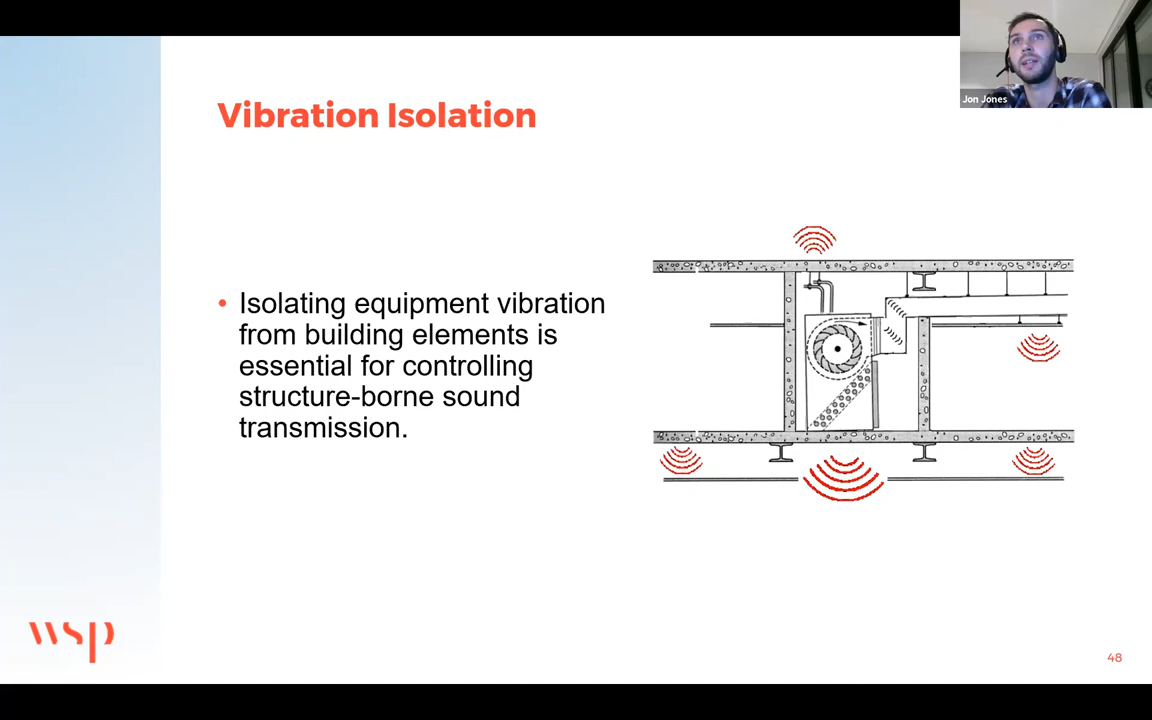 Jon Jones
Vibration Isolation
• Isolating equipment vibration
from building elements is
essential for controlling
structure-borne sound
transmission.
wsp
48